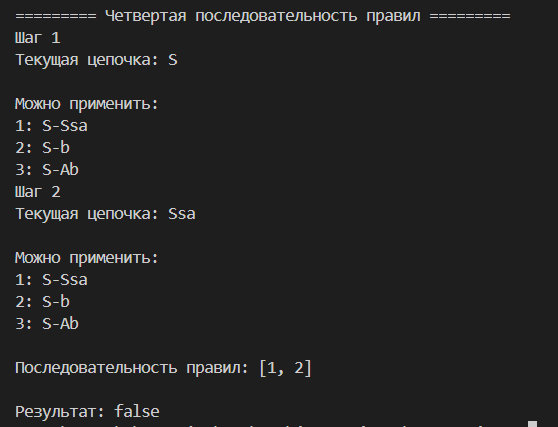 ========= Четвертая последовательность правил =========
Шаг 1
Текущая цепочка: S
Можно применить:
1: S-Ssa
2: S-b
3: S-Ab
Шаг 2
Текущая цепочка: Ssa
Можно применить:
1: S-Ssa
2: S-b
3: S-Ab
Последовательность правил: [1, 2]
Результат: false